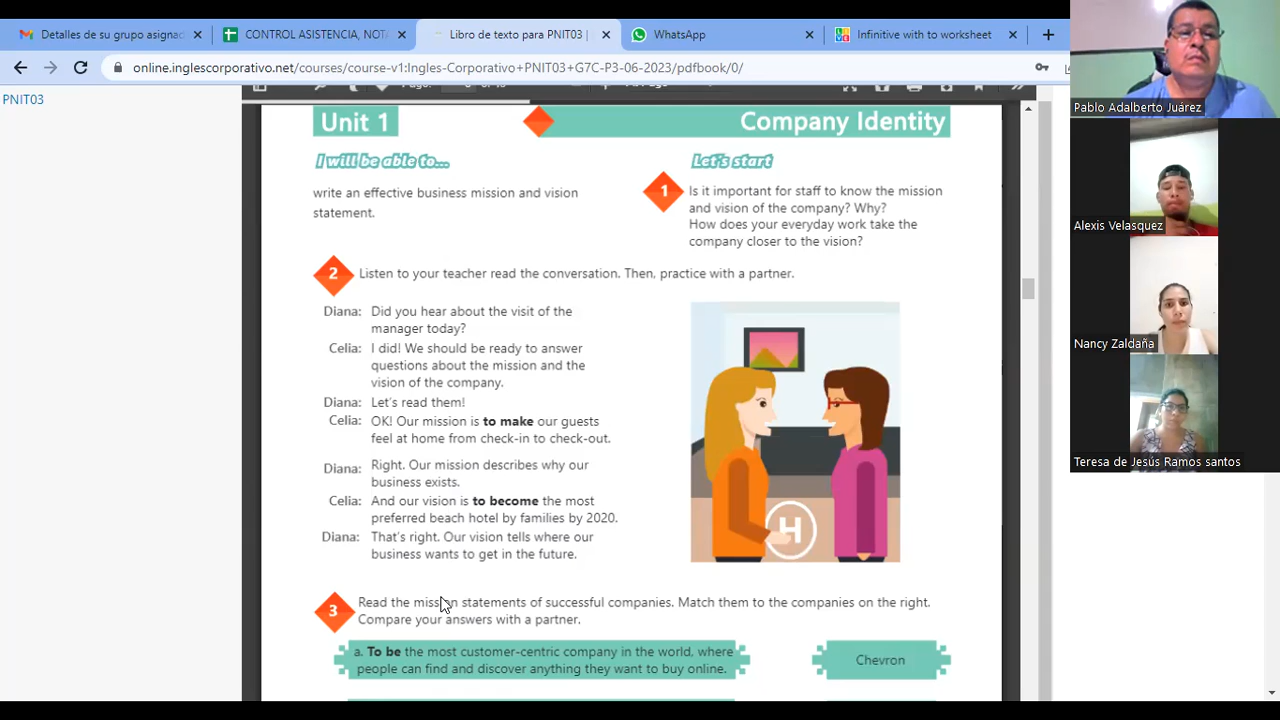 Detalles de su grupo asignad
CONTROL ASISTENCIA, NOTA
Libro de texto para PNIT03 |
WhatsApp
Infinitive with to worksheet
online.inglescorporativo.net/courses/course-v1:Ingles-Corporativo+PNIT03+G7C-P3-06-2023/pdfbook/0/
PNIT03
Unit 1
Company Identity
I will be able to...
write an effective business mission and vision
statement.
Let's start
1
Is it important for staff to know the mission
and vision of the company? Why?
How does your everyday work take the
company closer to the vision?
2
Listen to your teacher read the conversation. Then, practice with a partner.
Diana: Did you hear about the visit of the
manager today?
Celia: I did! We should be ready to answer
questions about the mission and the
vision of the company.
Diana: Let's read them!
Celia: OK! Our mission is to make our guests
feel at home from check-in to check-out.
Diana: Right. Our mission describes why our
business exists.
Celia: And our vision is to become the most
preferred beach hotel by families by 2020.
Diana: That's right. Our vision tells where our
business wants to get in the future.
H
3
Read the mission statements of successful companies. Match them to the companies on the right.
Compare your answers with a partner.
a. To be the most customer-centric company in the world, where
people can find and discover anything they want to buy online.
Chevron
Pablo Adalberto Juárez
Alexis Velasquez
Nancy Zaldaña
Teresa de Jesús Ramos santos